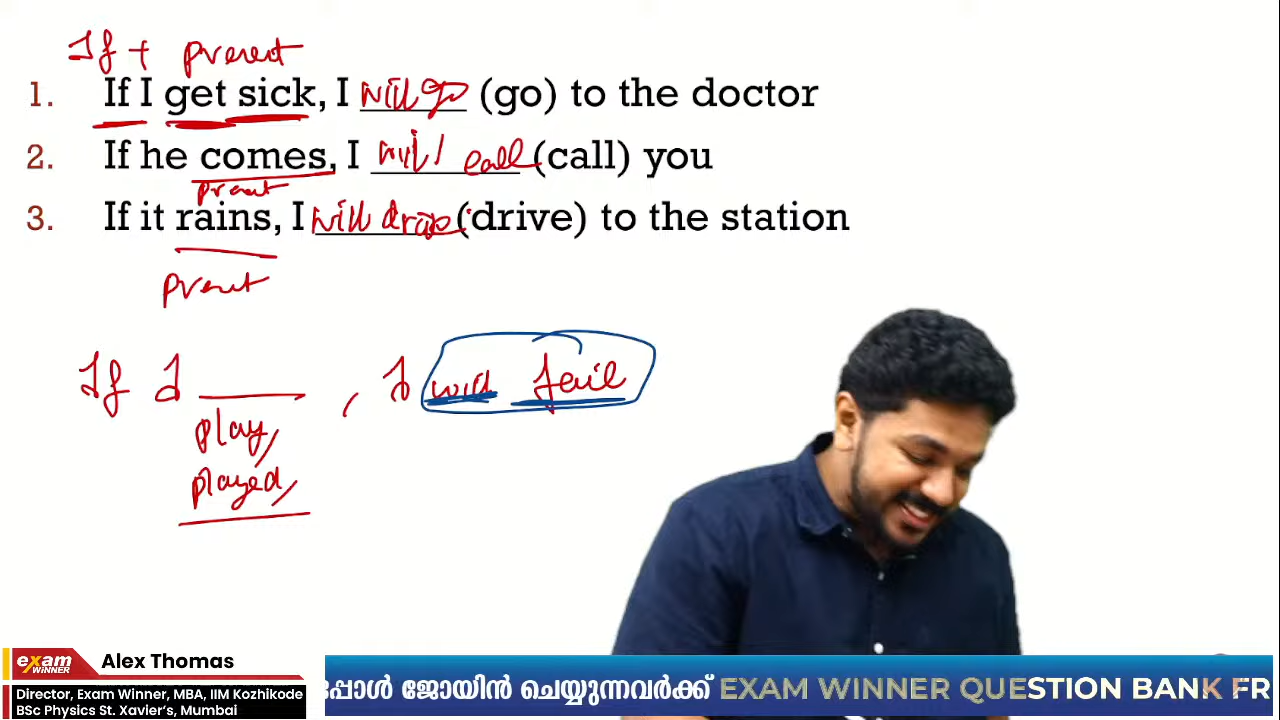 If + present
1. If I get sick, I will go (go) to the doctor
2. If he comes, I will call (call) you
present
3. If it rains, I will drive (drive) to the station
present
If I ____ , I will fail
play,
played,
exam WINNER
Alex Thomas
Director, Exam Winner, MBA, IIM Kozhikode
BSc Physics St. Xavier's, Mumbai
പ്പോൾ ജോയിൻ ചെയ്യുന്നവർക്ക് EXAM WINNER QUESTION BANK FR